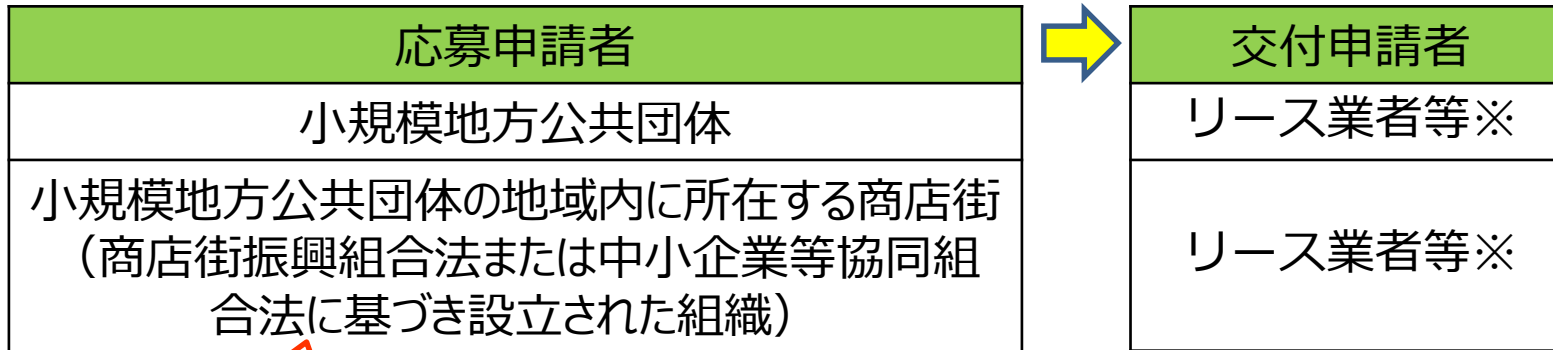 応募申請者
交付申請者
小規模地方公共団体
リース業者等※
小規模地方公共団体の地域内に所在する商店街
（商店街振興組合法または中小企業等協同組
合法に基づき設立された組織）
リース業者等※